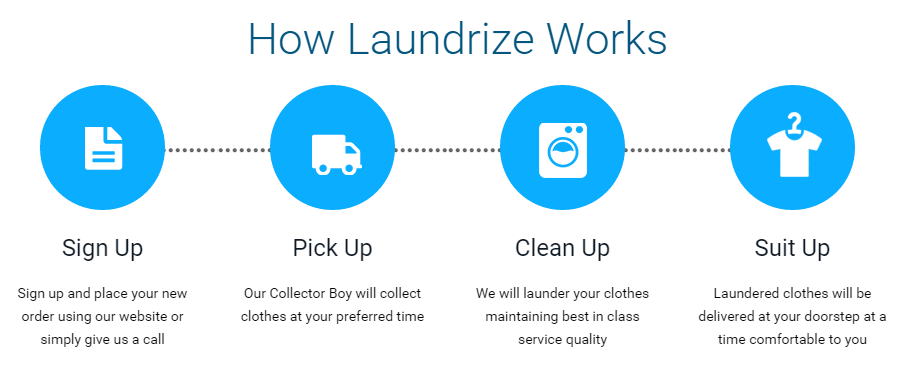 How Laundrize Works
Sign Up
Sign up and place your new
order using our website or
simply give us a call
Pick Up
Our Collector Boy will collect
clothes at your preferred time
Clean Up
We will launder your clothes
maintaining best in class
service quality
Suit Up
Laundered clothes will be
delivered at your doorstep at a
time comfortable to you